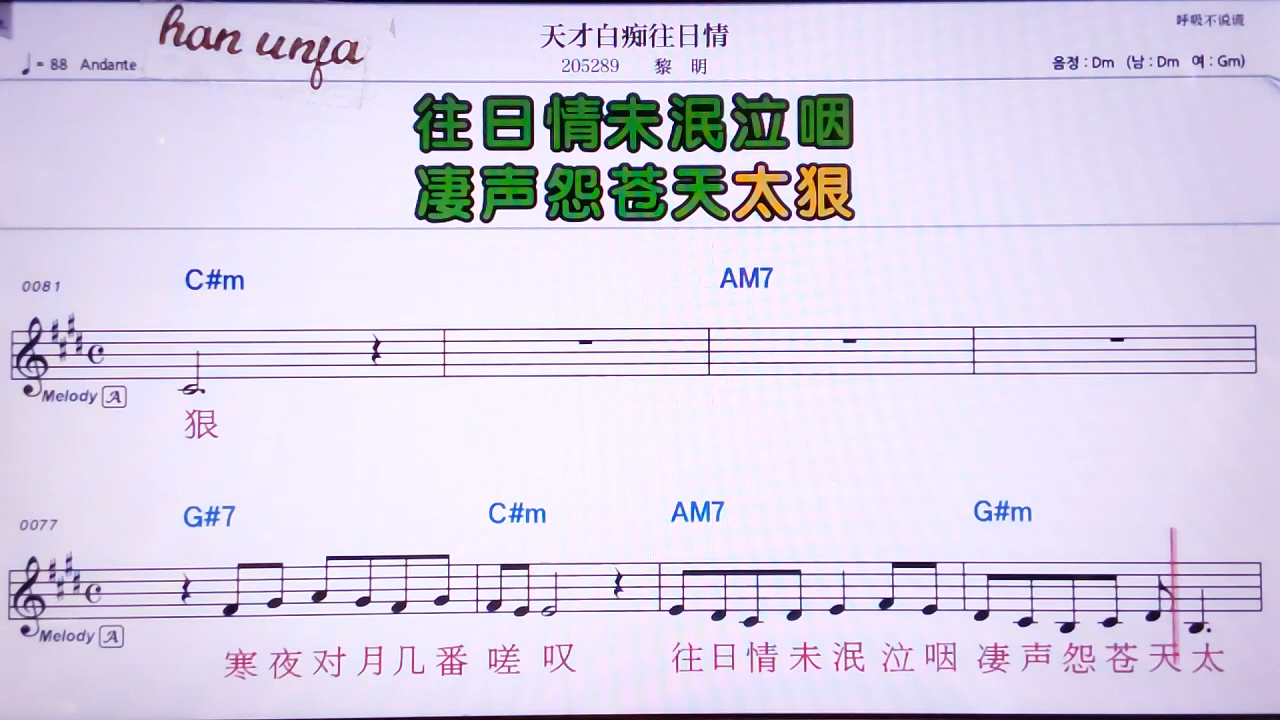 呼吸不说谎
han unfa
天才白痴往日情
♩= 88 Andante
205289 黎 明
음정 : Dm (남 : Dm 여 : Gm)
往日情未泯泣咽
凄声怨苍天太狠
0081 C#m AM7
Melody A
狠
0077 G#7 C#m AM7 G#m
Melody A
寒夜对月几番 嗟 叹 往日情未泯 泣咽 凄声怨苍天太